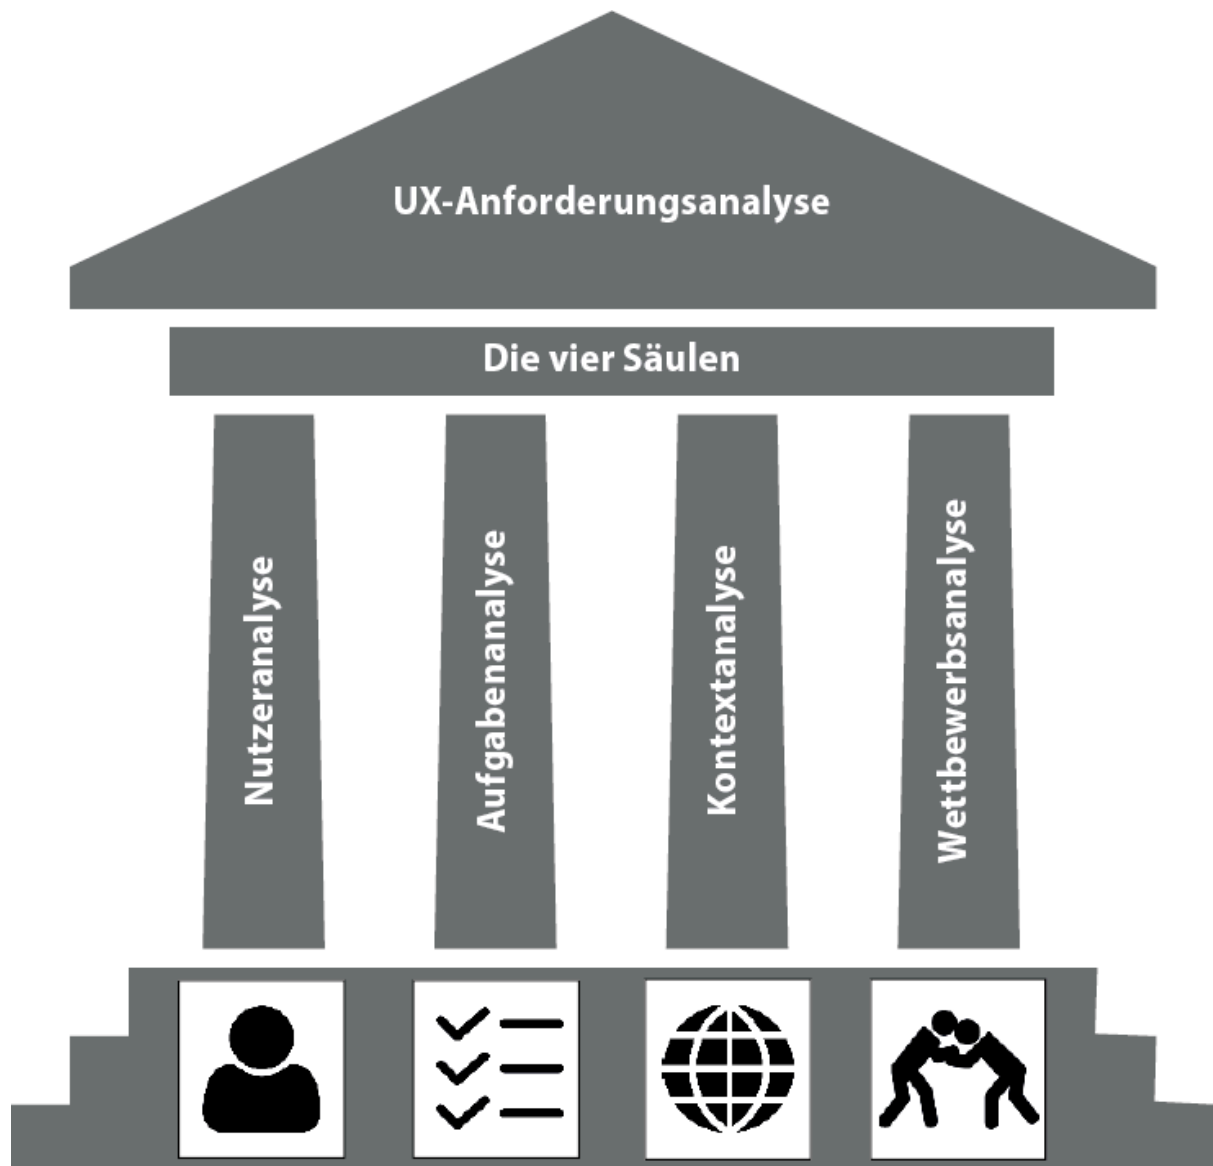 UX-Anforderungsanalyse
Die vier Säulen
Nutzeranalyse
Aufgabenanalyse
Kontextanalyse
Wettbewerbsanalyse